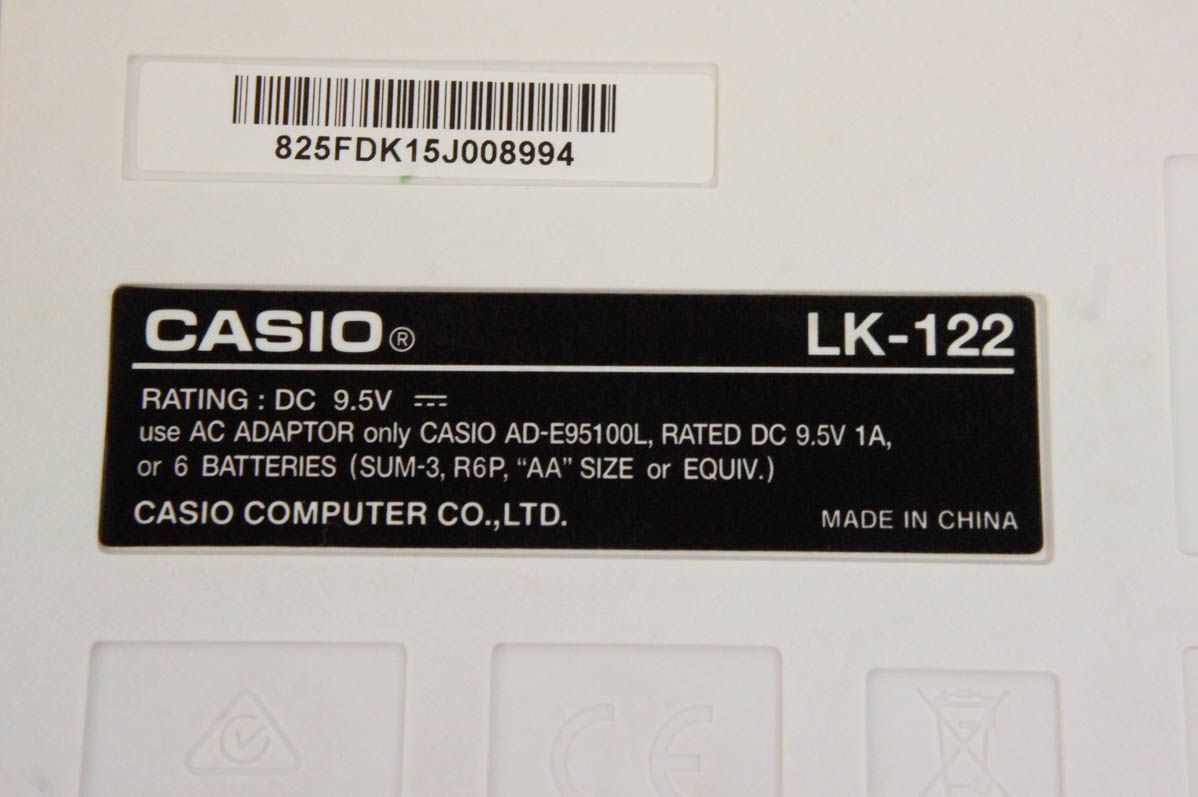 825FDK15J008994
CASIO® LK-122
RATING : DC 9.5V ⎓
use AC ADAPTOR only CASIO AD-E95100L, RATED DC 9.5V 1A,
or 6 BATTERIES (SUM-3, R6P, “AA” SIZE or EQUIV.)
CASIO COMPUTER CO.,LTD. MADE IN CHINA
CE